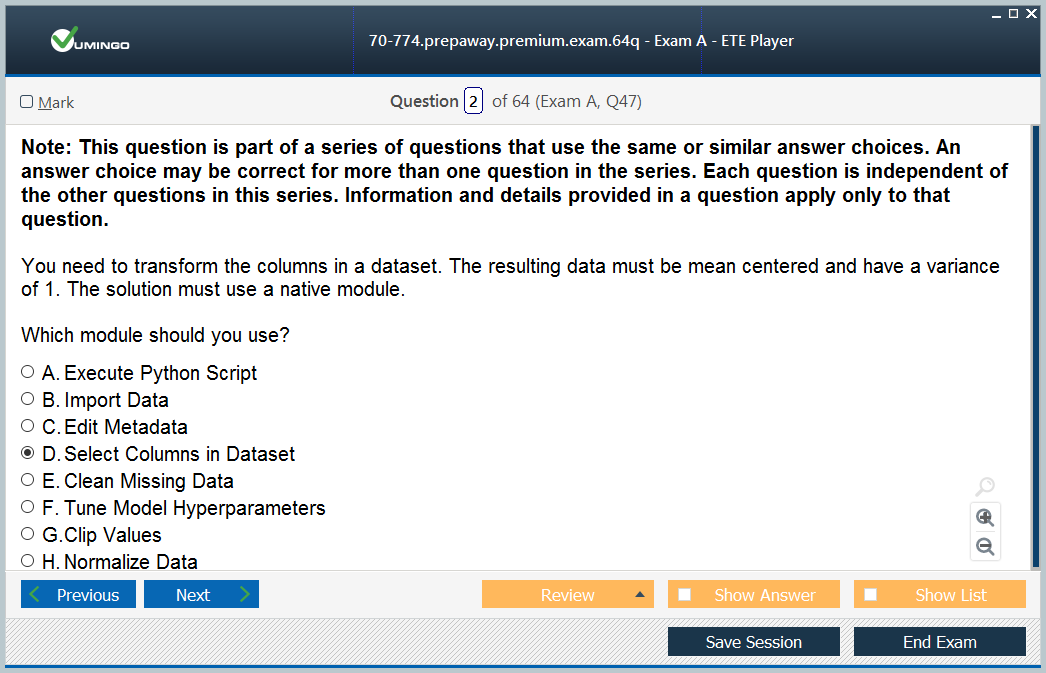 VUMINGO
70-774.prepaway.premium.exam.64q - Exam A - ETE Player
Mark
Question 2 of 64 (Exam A, Q47)
Note: This question is part of a series of questions that use the same or similar answer choices. An
answer choice may be correct for more than one question in the series. Each question is independent of
the other questions in this series. Information and details provided in a question apply only to that
question.
You need to transform the columns in a dataset. The resulting data must be mean centered and have a variance
of 1. The solution must use a native module.
Which module should you use?
A. Execute Python Script
B. Import Data
C. Edit Metadata
D. Select Columns in Dataset
E. Clean Missing Data
F. Tune Model Hyperparameters
G. Clip Values
H. Normalize Data
Previous
Next
Review
Show Answer
Show List
Save Session
End Exam